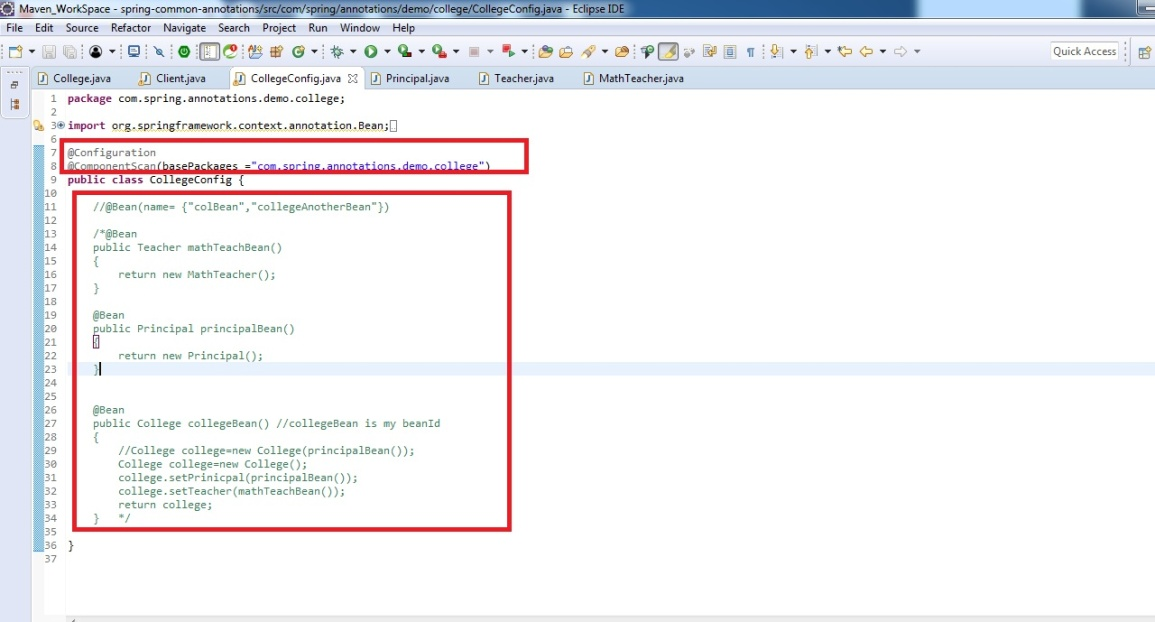 Maven_WorkSpace - spring-common-annotations/src/com/spring/annotations/demo/college/CollegeConfig.java - Eclipse IDE
File Edit Source Refactor Navigate Search Project Run Window Help
Quick Access
College.java Client.java CollegeConfig.java Principal.java Teacher.java MathTeacher.java
1 package com.spring.annotations.demo.college;
2
3 import org.springframework.context.annotation.Bean;
6
7 @Configuration
8 @ComponentScan(basePackages ="com.spring.annotations.demo.college")
9 public class CollegeConfig {
10
11 //@Bean(name= {"colBean","collegeAnotherBean"})
12
13 /*@Bean
14 public Teacher mathTeachBean()
15 {
16 return new MathTeacher();
17 }
18
19 @Bean
20 public Principal principalBean()
21 {
22 return new Principal();
23 }
24
25
26 @Bean
27 public College collegeBean() //collegeBean is my beanId
28 {
29 //College college=new College(principalBean());
30 College college=new College();
31 college.setPrinicpal(principalBean());
32 college.setTeacher(mathTeachBean());
33 return college;
34 } */
35
36 }
37